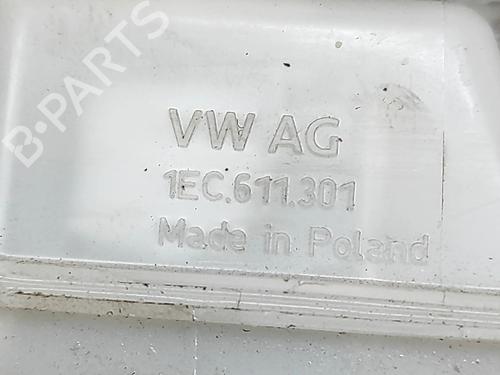 B-PARTS
VW AG
1EC.611.301
Made in Poland